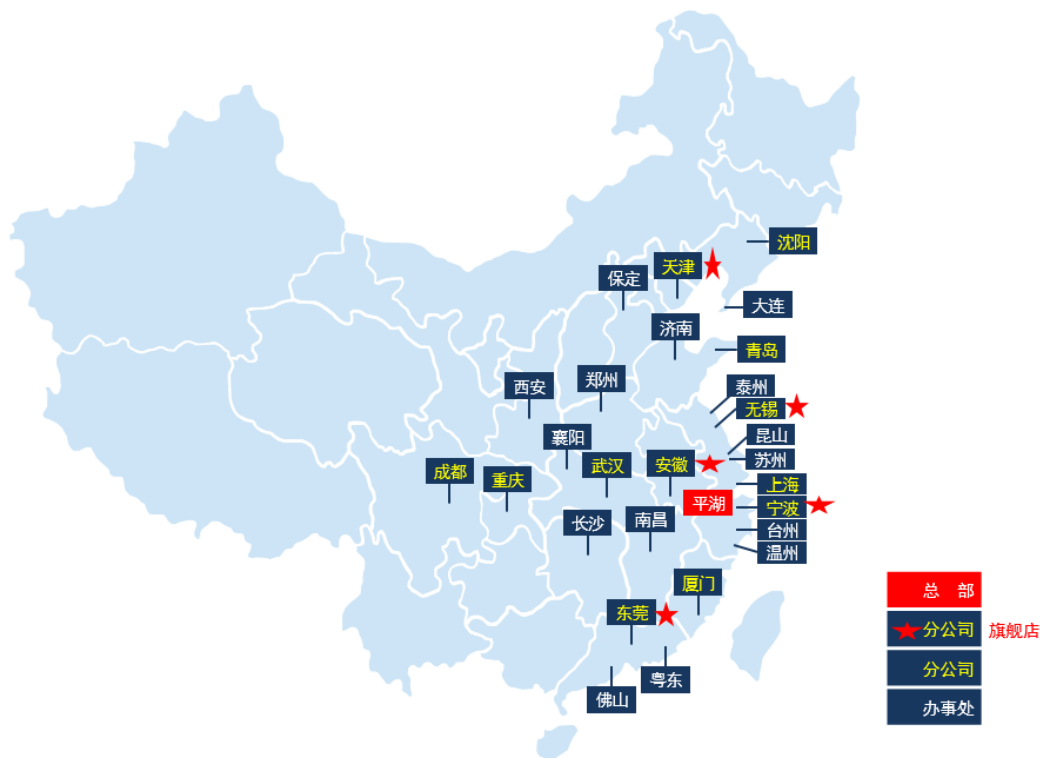 沈阳
天津
保定
大连
济南
青岛
郑州
西安
泰州
无锡
昆山
襄阳
苏州
武汉
安徽
成都
重庆
上海
平湖
宁波
长沙
南昌
台州
温州
厦门
东莞
粤东
佛山
总 部
分公司 旗舰店
分公司
办事处